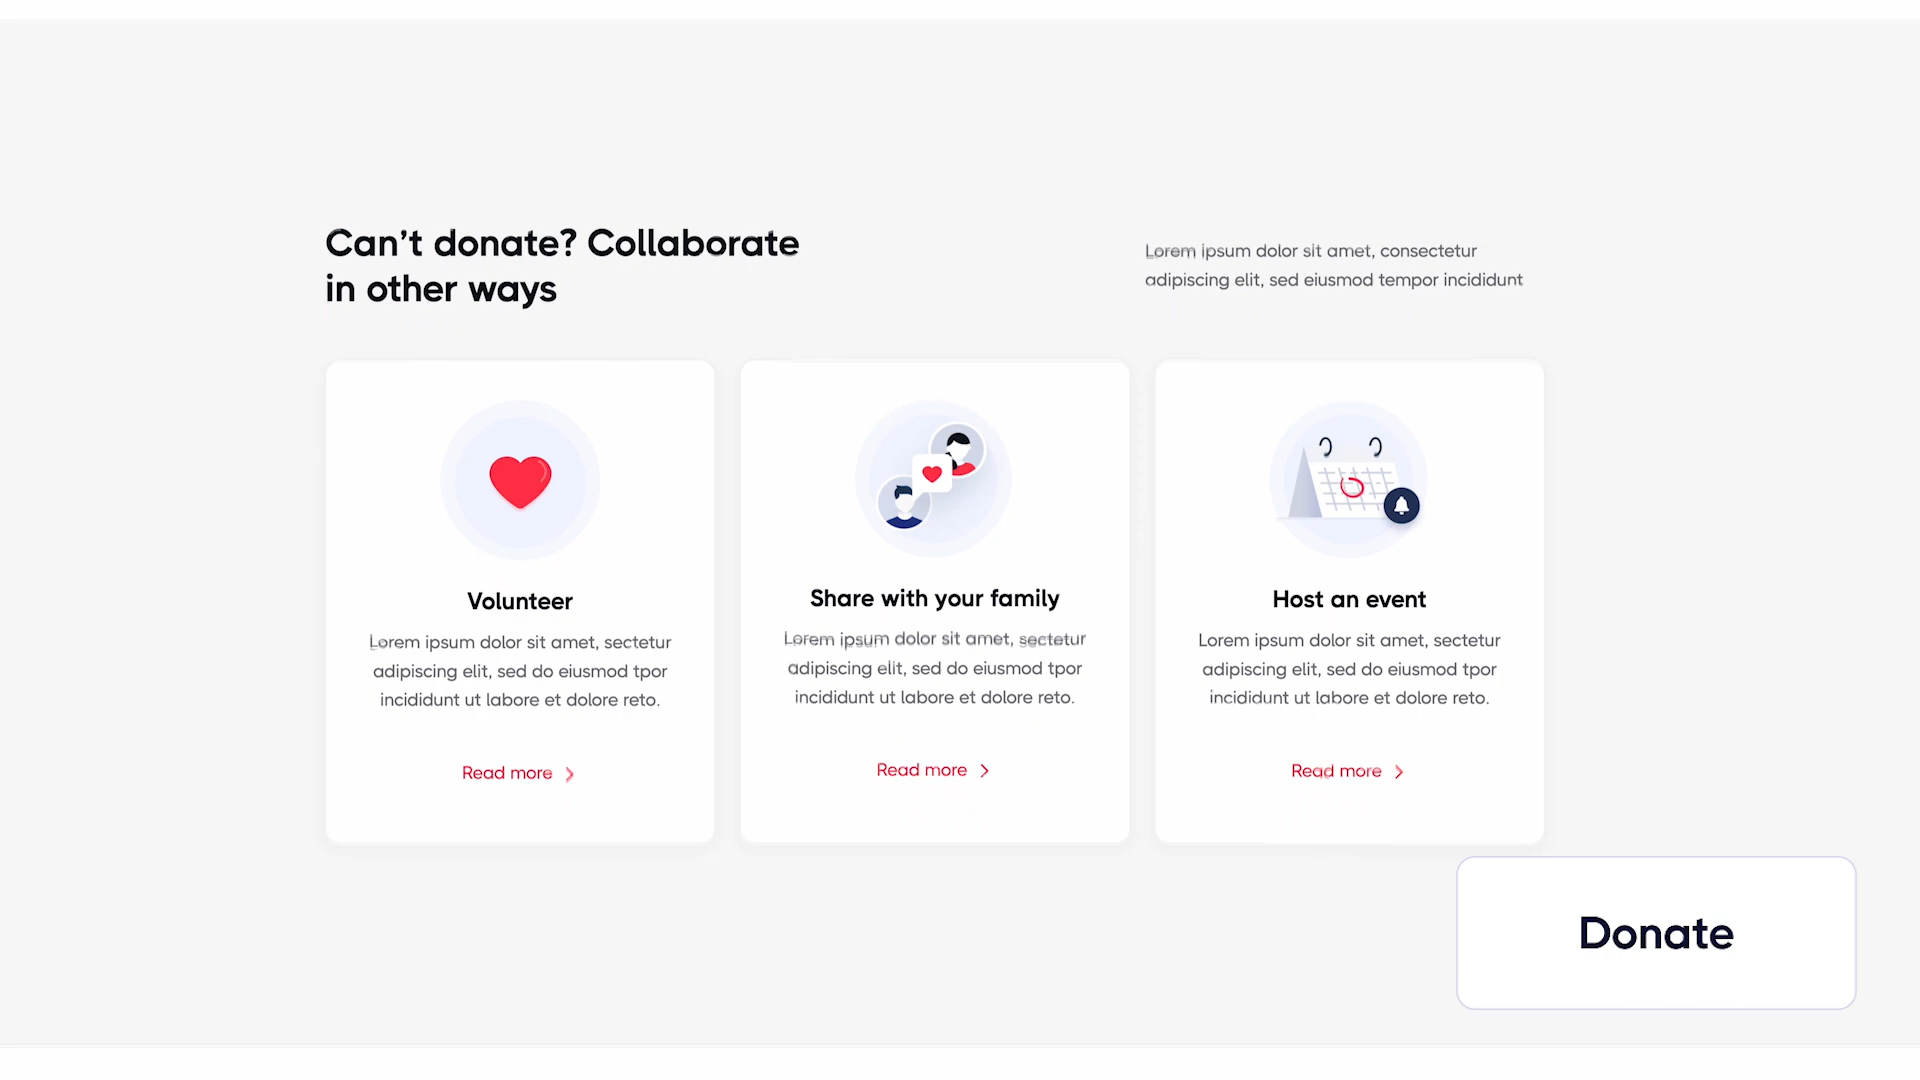 Can't donate? Collaborate
in other ways
Lorem ipsum dolor sit amet, consectetur
adipiscing elit, sed eiusmod tempor incididunt
Volunteer
Lorem ipsum dolor sit amet, sectetur
adipiscing elit, sed do eiusmod tpor
incididunt ut labore et dolore reto.
Read more
Share with your family
Lorem ipsum dolor sit amet, sectetur
adipiscing elit, sed do eiusmod tpor
incididunt ut labore et dolore reto.
Read more
Host an event
Lorem ipsum dolor sit amet, sectetur
adipiscing elit, sed do eiusmod tpor
incididunt ut labore et dolore reto.
Read more
Donate